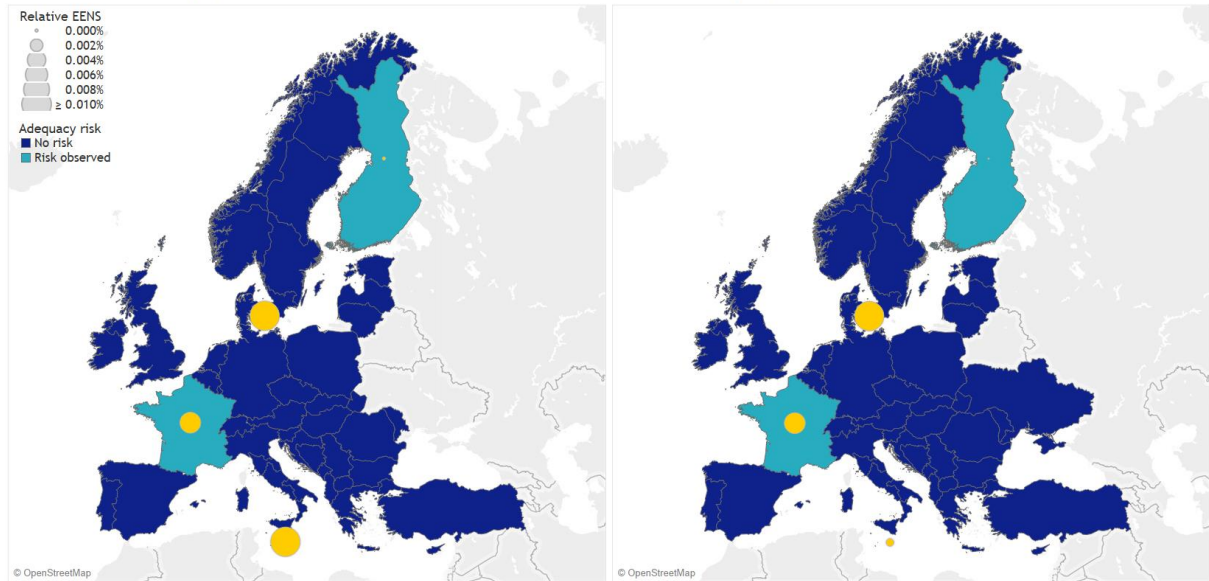 Relative EENS
0.000%
0.002%
0.004%
0.006%
0.008%
≥ 0.010%
Adequacy risk
No risk
Risk observed
© OpenStreetMap
© OpenStreetMap